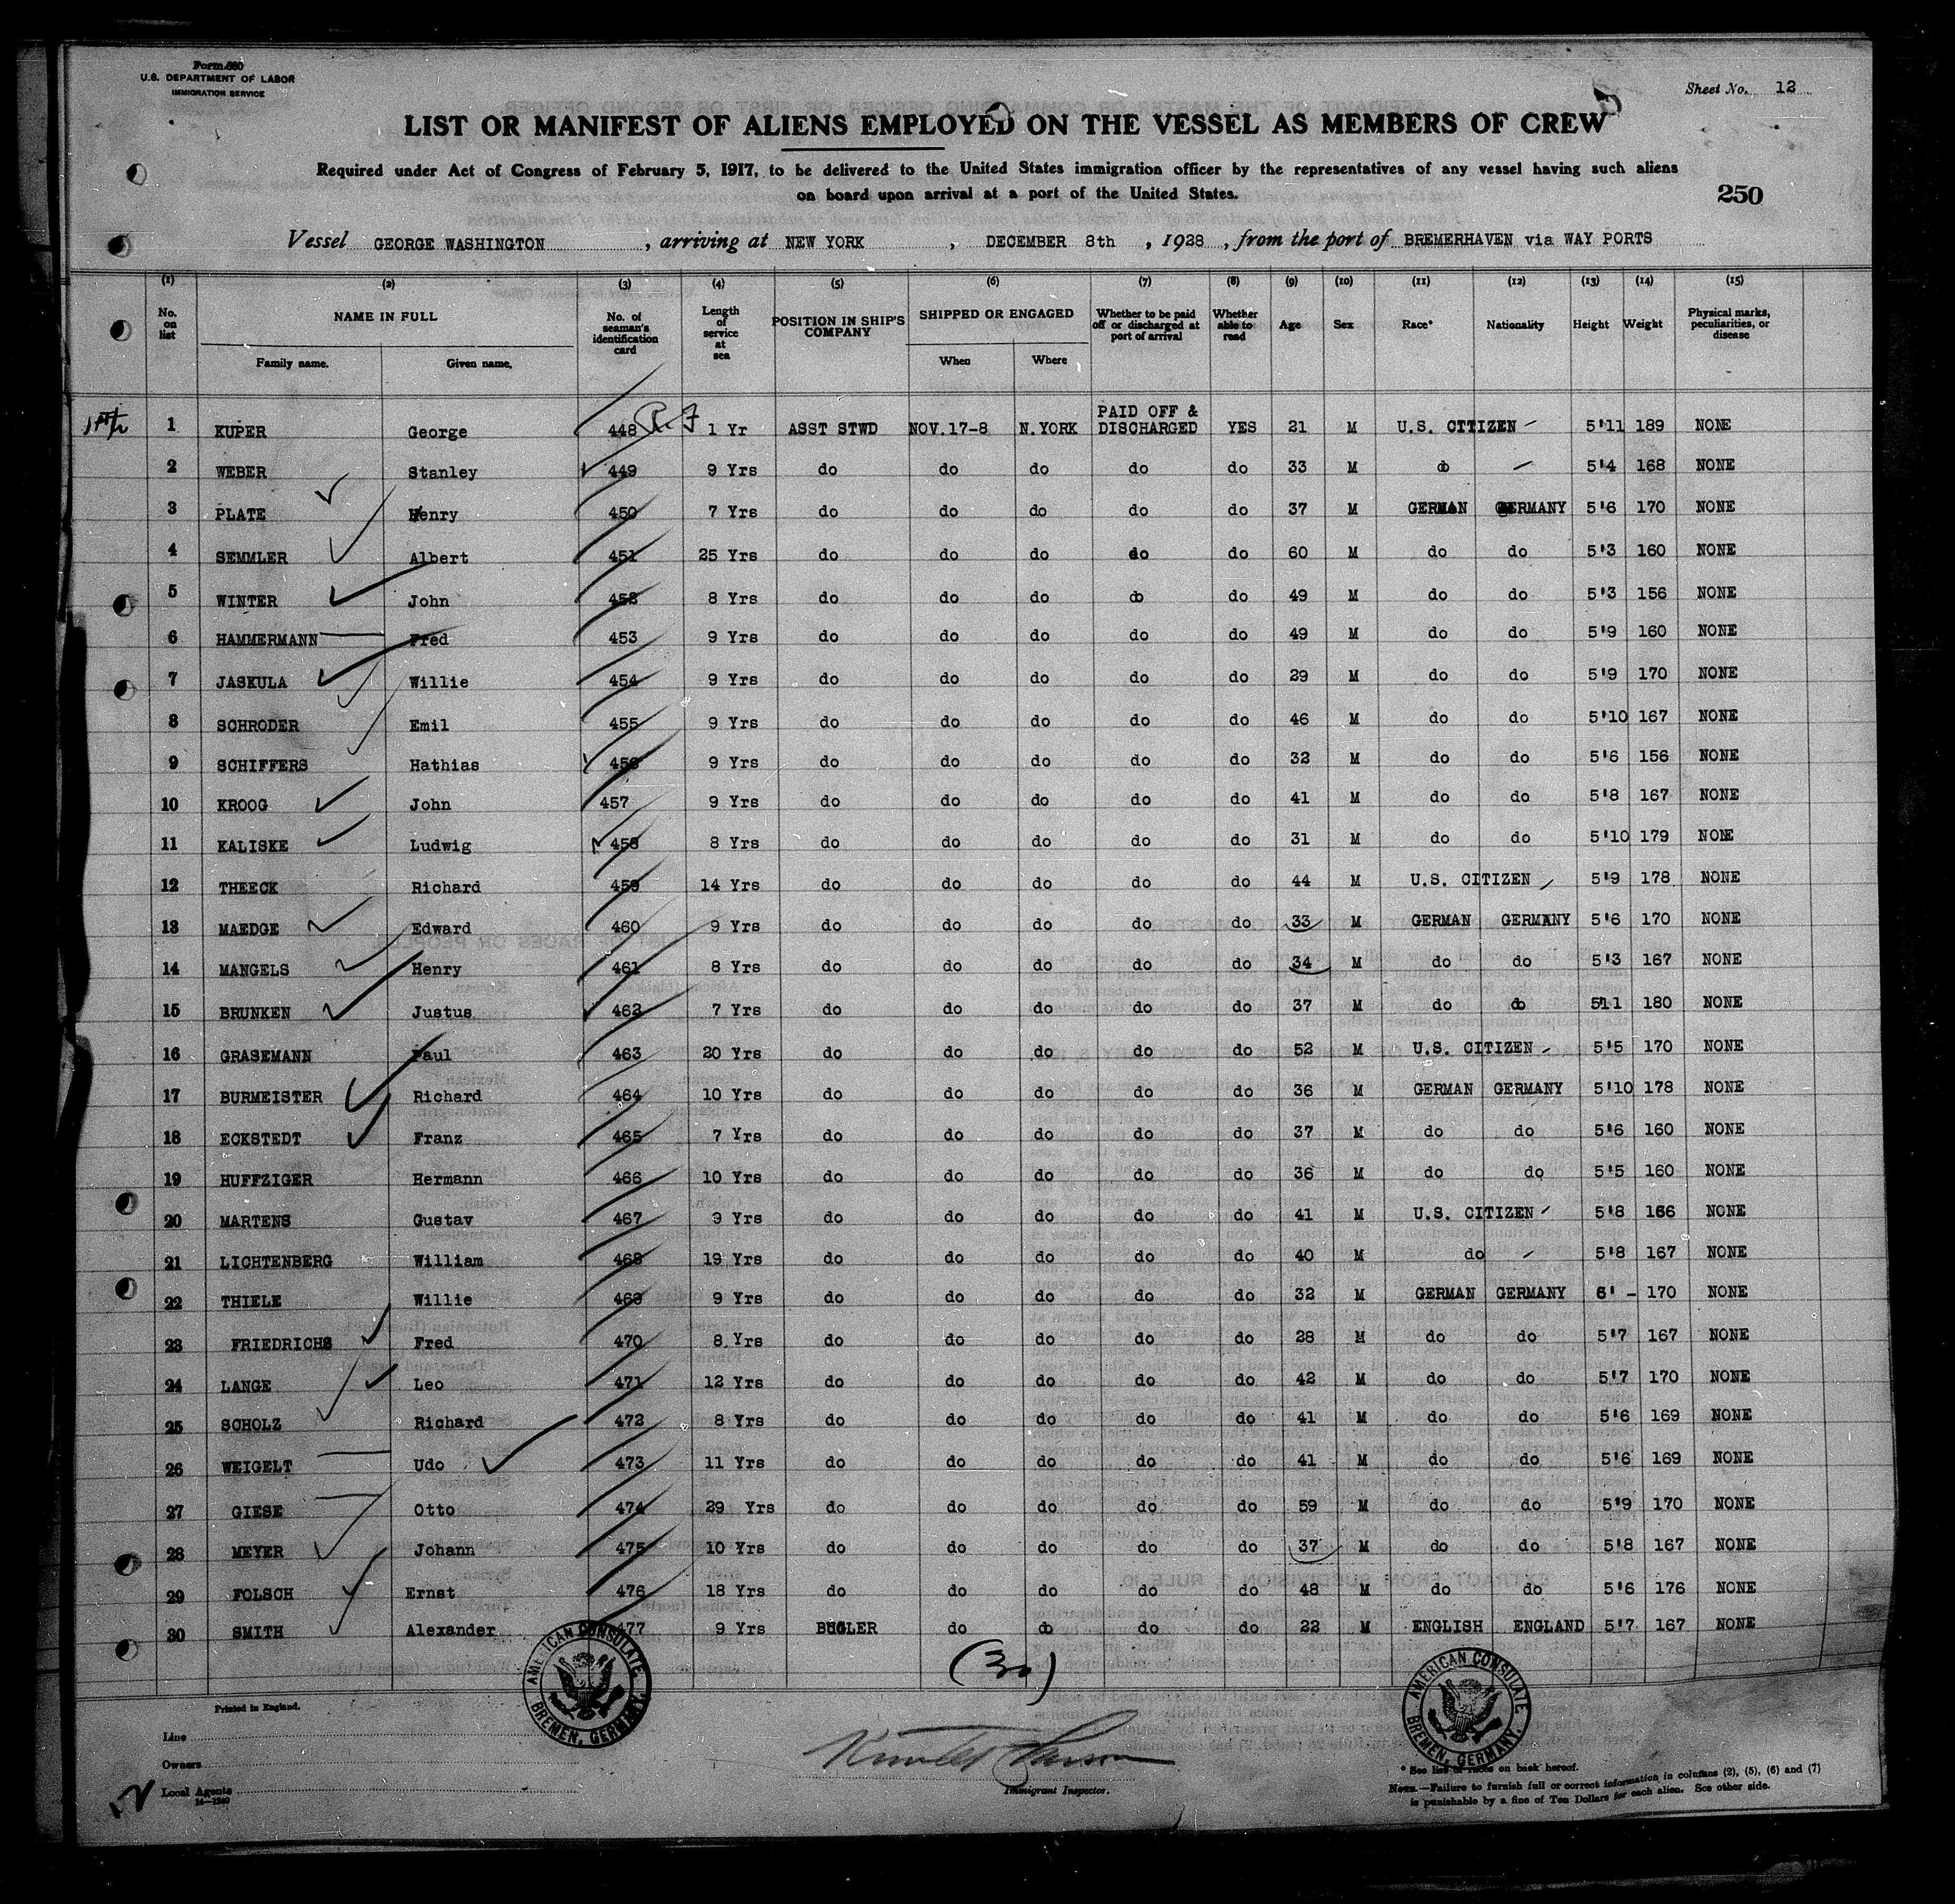 Form 680
U.S. DEPARTMENT OF LABOR
IMMIGRATION SERVICE
Sheet No. 12
LIST OR MANIFEST OF ALIENS EMPLOYED ON THE VESSEL AS MEMBERS OF CREW
Required under Act of Congress of February 5, 1917, to be delivered to the United States immigration officer by the representatives of any vessel having such aliens
on board upon arrival at a port of the United States.
250
Vessel GEORGE WASHINGTON, arriving at NEW YORK, DECEMBER 8th, 1928, from the port of BREMERHAVEN via WAY PORTS
(1) (2) (3) (4) (5) (6) (7) (8) (9) (10) (11) (12) (13) (14) (15)
No. on list NAME IN FULL Family name. Given name. No. of seaman's identification card Length of service at sea POSITION IN SHIP'S COMPANY SHIPPED OR ENGAGED When Where Whether to be paid off or discharged at port of arrival Whether able to read Age Sex Race* Nationality Height Weight Physical marks, peculiarities, or disease
1 KUPER George 448 1 Yr ASST STWD NOV.17-8 N.YORK PAID OFF & DISCHARGED YES 21 M U.S. CTTIZEN 5'11 189 NONE
2 WEBER Stanley 449 9 Yrs do do do do do 33 M do 5'4 168 NONE
3 PLATE Henry 450 7 Yrs do do do do do 37 M GERMAN GERMANY 5'6 170 NONE
4 SEMMLER Albert 451 25 Yrs do do do do do 60 M do do 5'3 160 NONE
5 WINTER John 452 8 Yrs do do do do do 49 M do do 5'3 156 NONE
6 HAMMERMANN Fred 453 9 Yrs do do do do do 49 M do do 5'9 160 NONE
7 JASKULA Willie 454 9 Yrs do do do do do 29 M do do 5'9 170 NONE
8 SCHRODER Emil 455 9 Yrs do do do do do 46 M do do 5'10 167 NONE
9 SCHIFFERS Hathias 456 9 Yrs do do do do do 32 M do do 5'6 156 NONE
10 KROOG John 457 9 Yrs do do do do do 41 M do do 5'8 167 NONE
11 KALISKE Ludwig 458 8 Yrs do do do do do 31 M do do 5'10 179 NONE
12 THEECK Richard 459 14 Yrs do do do do do 44 M U.S. CITIZEN 5'9 178 NONE
13 MAEDGE Edward 460 9 Yrs do do do do do 33 M GERMAN GERMANY 5'6 170 NONE
14 MANGELS Henry 461 8 Yrs do do do do do 34 M do do 5'3 167 NONE
15 BRUNKEN Justus 462 7 Yrs do do do do do 37 M do do 5'11 180 NONE
16 GRASEMANN Paul 463 20 Yrs do do do do do 52 M U.S. CITIZEN 5'5 170 NONE
17 BURMEISTER Richard 464 10 Yrs do do do do do 36 M GERMAN GERMANY 5'10 178 NONE
18 ECKSTEDT Franz 465 7 Yrs do do do do do 37 M do do 5'6 160 NONE
19 HUFFZIGER Hermann 466 10 Yrs do do do do do 36 M do do 5'5 160 NONE
20 MARTENS Gustav 467 9 Yrs do do do do do 41 M U.S. CITIZEN 5'8 166 NONE
21 LICHTENBERG William 468 19 Yrs do do do do do 40 M do 5'8 167 NONE
22 THIELE Willie 469 9 Yrs do do do do do 32 M GERMAN GERMANY 6' - 170 NONE
23 FRIEDRICHS Fred 470 8 Yrs do do do do do 28 M do do 5'7 167 NONE
24 LANGE Leo 471 12 Yrs do do do do do 42 M do do 5'7 170 NONE
25 SCHOLZ Richard 472 8 Yrs do do do do do 41 M do do 5'6 169 NONE
26 WEIGELT Udo 473 11 Yrs do do do do do 41 M do do 5'6 169 NONE
27 GIESE Otto 474 29 Yrs do do do do do 59 M do do 5'9 170 NONE
28 MEYER Johann 475 10 Yrs do do do do do 37 M do do 5'8 167 NONE
29 FOLSCH Ernst 476 18 Yrs do do do do do 48 M do do 5'6 176 NONE
30 SMITH Alexander 477 9 Yrs BUGLER do do do do 22 M ENGLISH ENGLAND 5'7 167 NONE
(30)
AMERICAN CONSULATE BREMEN, GERMANY.
AMERICAN CONSULATE BREMEN, GERMANY.
Printed in England.
Line
Owners
Local Agents
14—1240
Immigrant Inspector.
* See list of races on back hereof.
NOTE.—Failure to furnish full or correct information in columns (2), (5), (6) and (7)
is punishable by a fine of Ten Dollars for each alien. See other side.